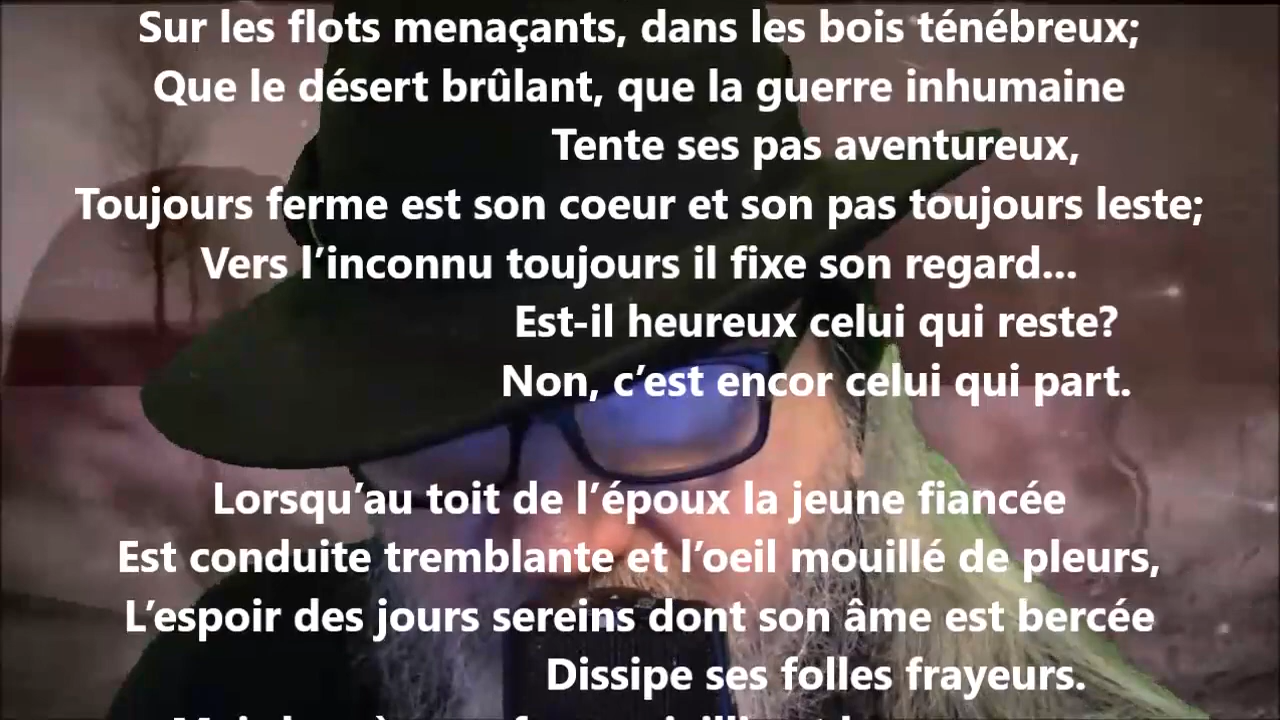 Sur les flots menaçants, dans les bois ténébreux;
Que le désert brûlant, que la guerre inhumaine
Tente ses pas aventureux,
Toujours ferme est son coeur et son pas toujours leste;
Vers l’inconnu toujours il fixe son regard...
Est-il heureux celui qui reste?
Non, c’est encor celui qui part.
Lorsqu’au toit de l’époux la jeune fiancée
Est conduite tremblante et l’oeil mouillé de pleurs,
L’espoir des jours sereins dont son âme est bercée
Dissipe ses folles frayeurs.